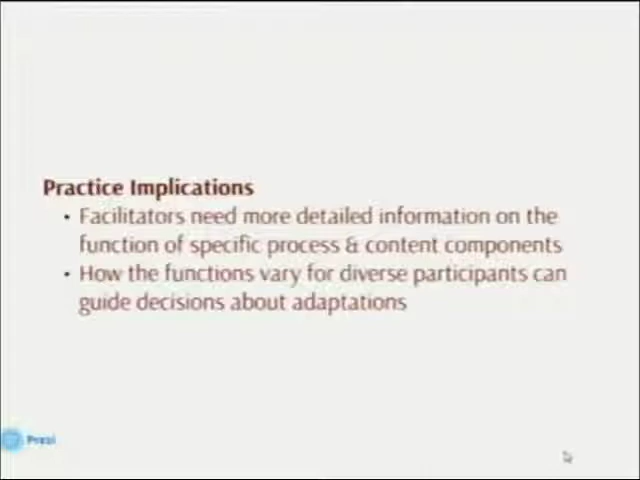 Practice Implications
• Facilitators need more detailed information on the
function of specific process & content components
• How the functions vary for diverse participants can
guide decisions about adaptations
Prezi